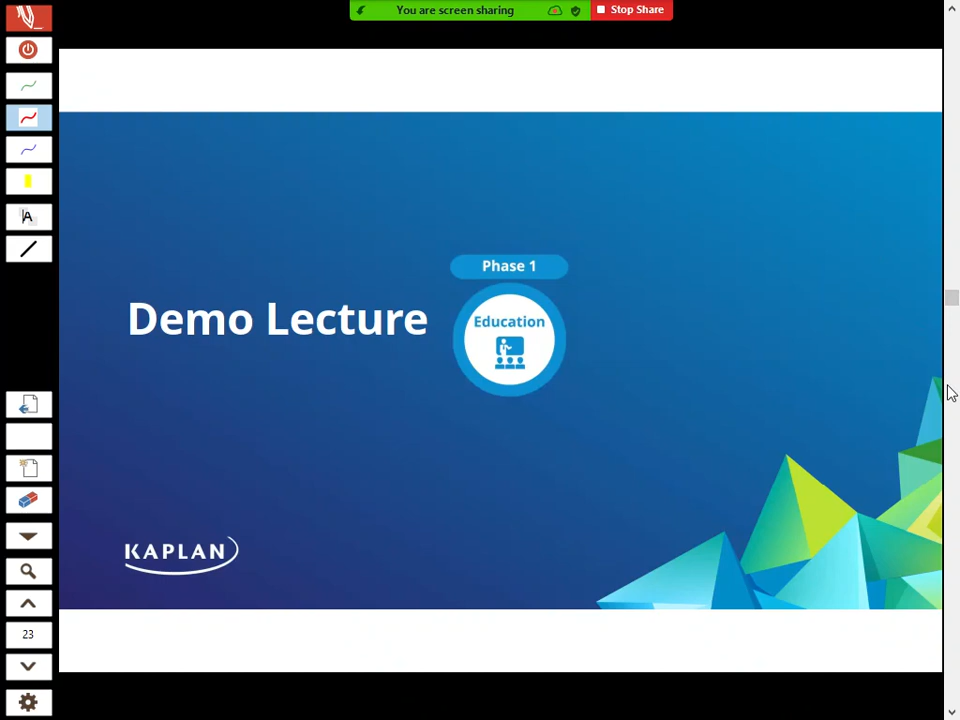 You are screen sharing
Stop Share
Phase 1
Demo Lecture
Education
KAPLAN
A
23